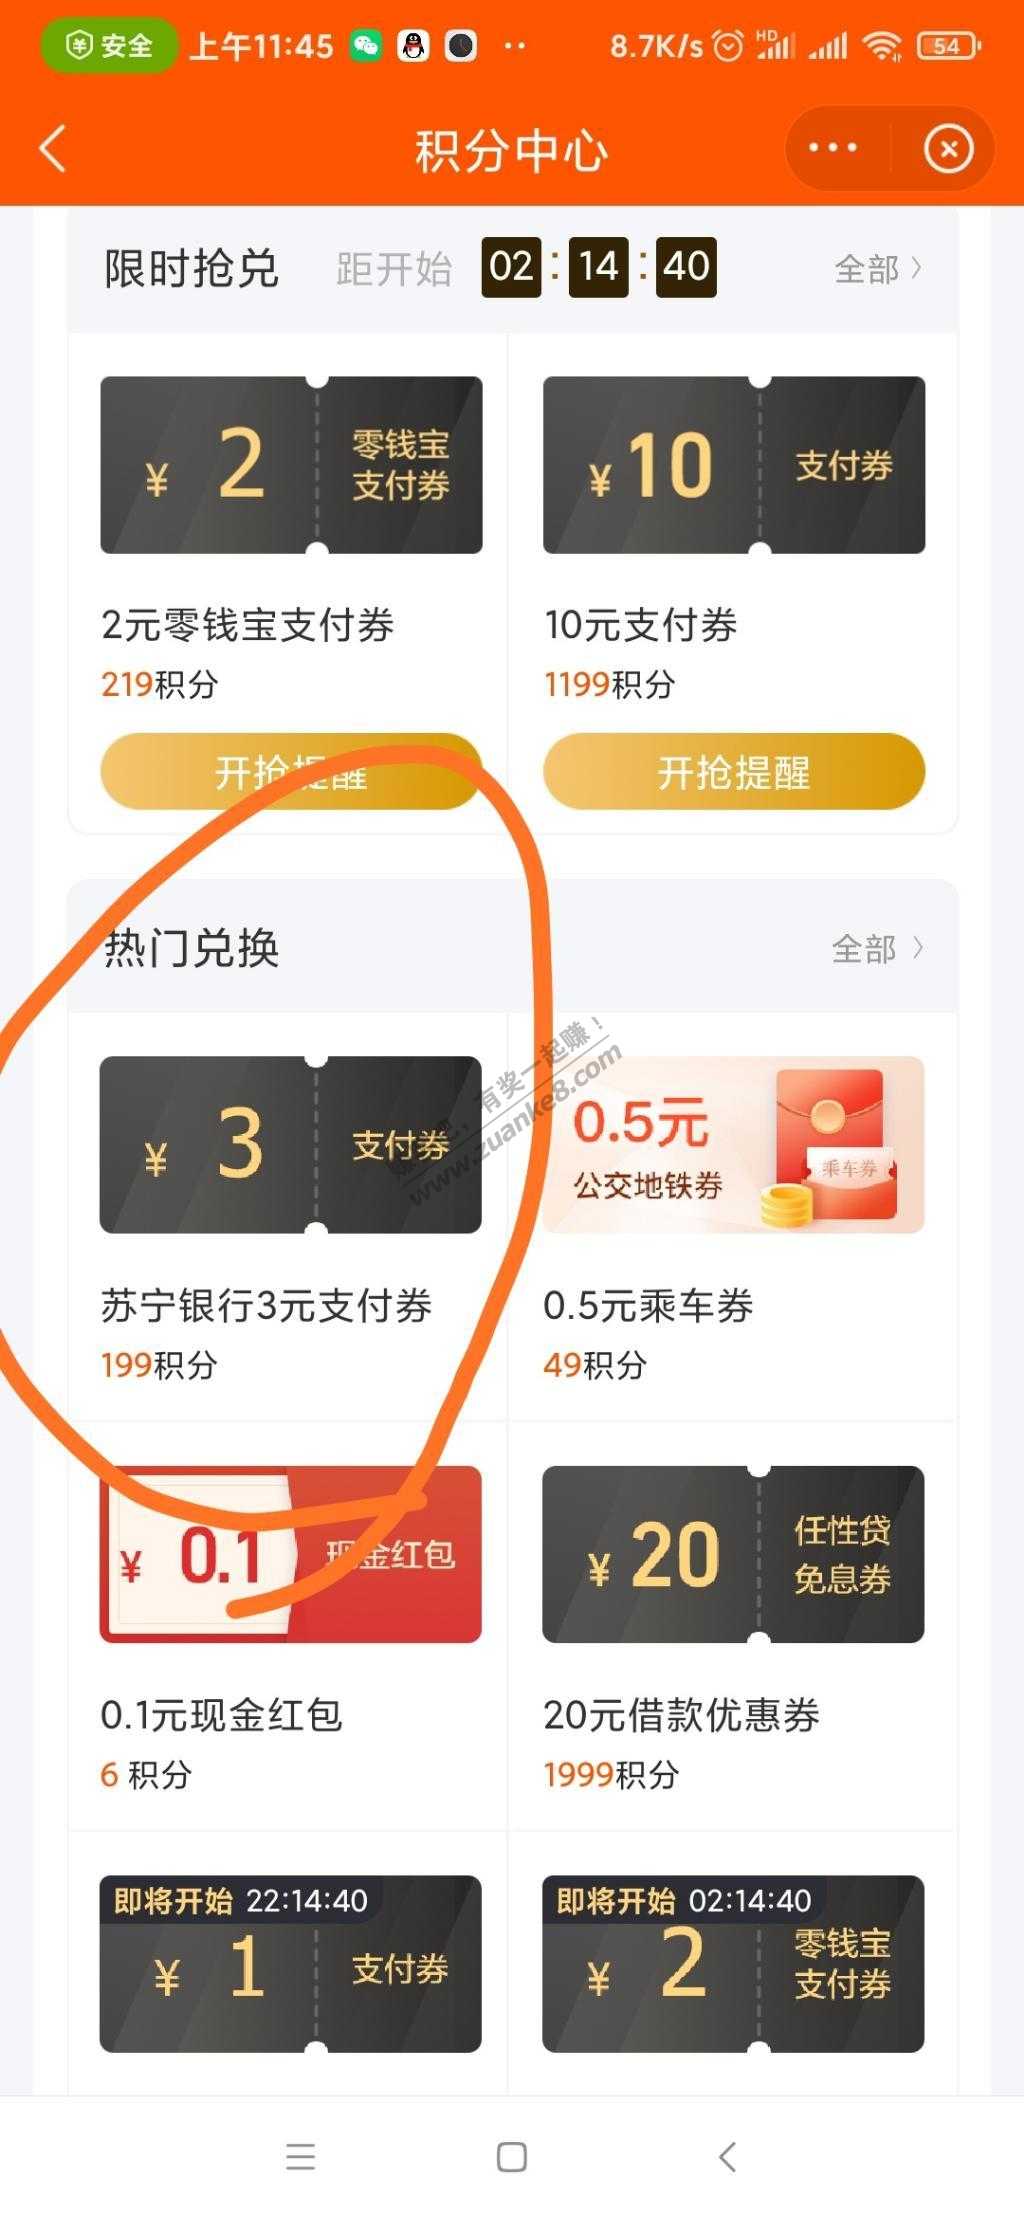 安全 上午11:45 8.7K/s HD 54
积分中心
限时抢兑 距开始 02:14:40 全部
¥ 2 零钱宝
支付券
¥ 10 支付券
2元零钱宝支付券
219积分
开抢提醒
10元支付券
1199积分
开抢提醒
热门兑换 全部
¥ 3 支付券
0.5元
公交地铁券
乘车券
赚吧，有奖一起赚！
www.zuanke8.com
苏宁银行3元支付券
199积分
0.5元乘车券
49积分
¥ 0.1 现金红包
¥ 20 任性贷
免息券
0.1元现金红包
6 积分
20元借款优惠券
1999积分
即将开始 22:14:40
¥ 1 支付券
即将开始 02:14:40
¥ 2 零钱宝
支付券